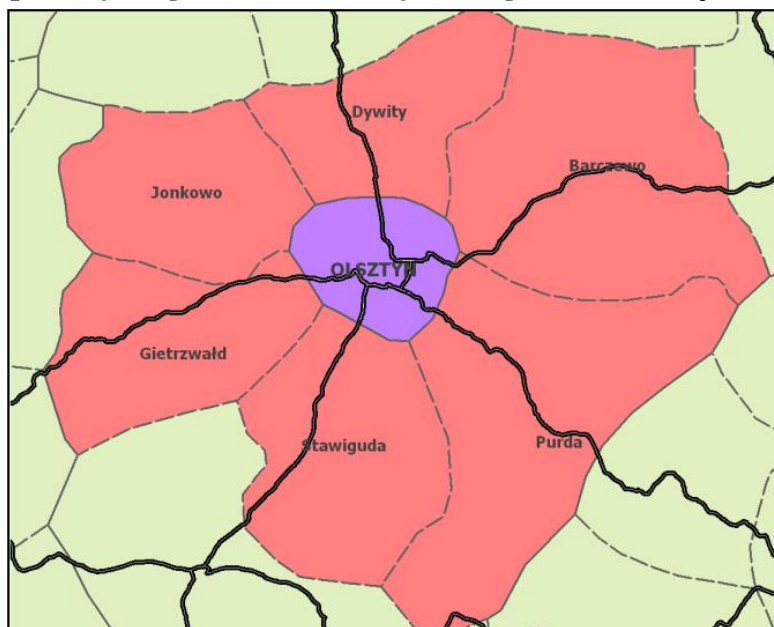 Dywity
Barczewo
Jonkowo
OLSZTYN
Gietrzwałd
Stawiguda
Purda